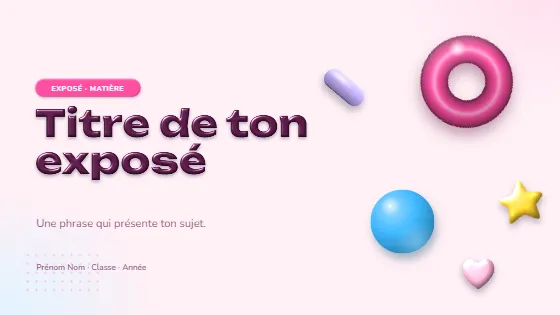 EXPOSÉ - MATIÈRE
Titre de ton
exposé
Une phrase qui présente ton sujet.
Prénom Nom · Classe · Année